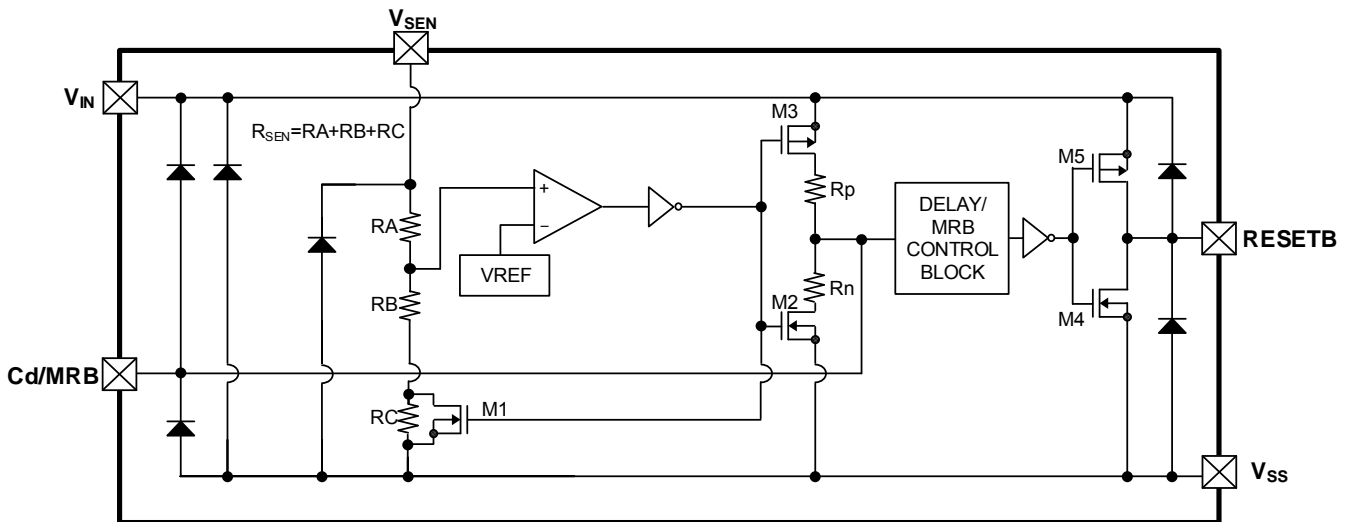 VSEN
VIN
RSEN=RA+RB+RC
M3
M5
Rp
+
−
RA
VREF
DELAY/
MRB
CONTROL
BLOCK
RESETB
RB
Rn
M2
M4
Cd/MRB
RC
M1
VSS